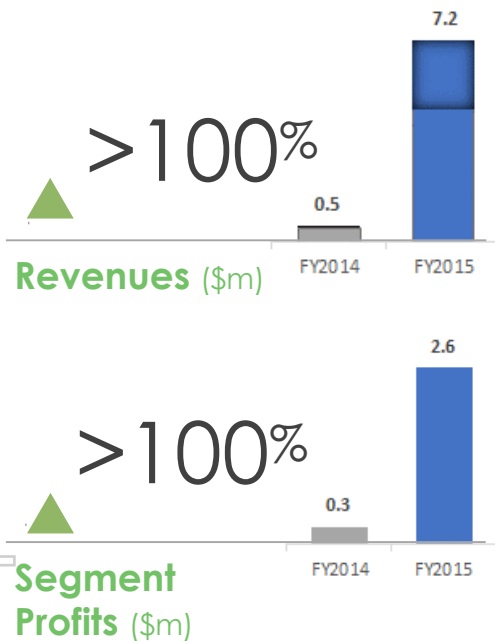 7.2
>100%
0.5
FY2014 FY2015
Revenues ($m)
2.6
>100%
0.3
FY2014 FY2015
Segment
Profits ($m)